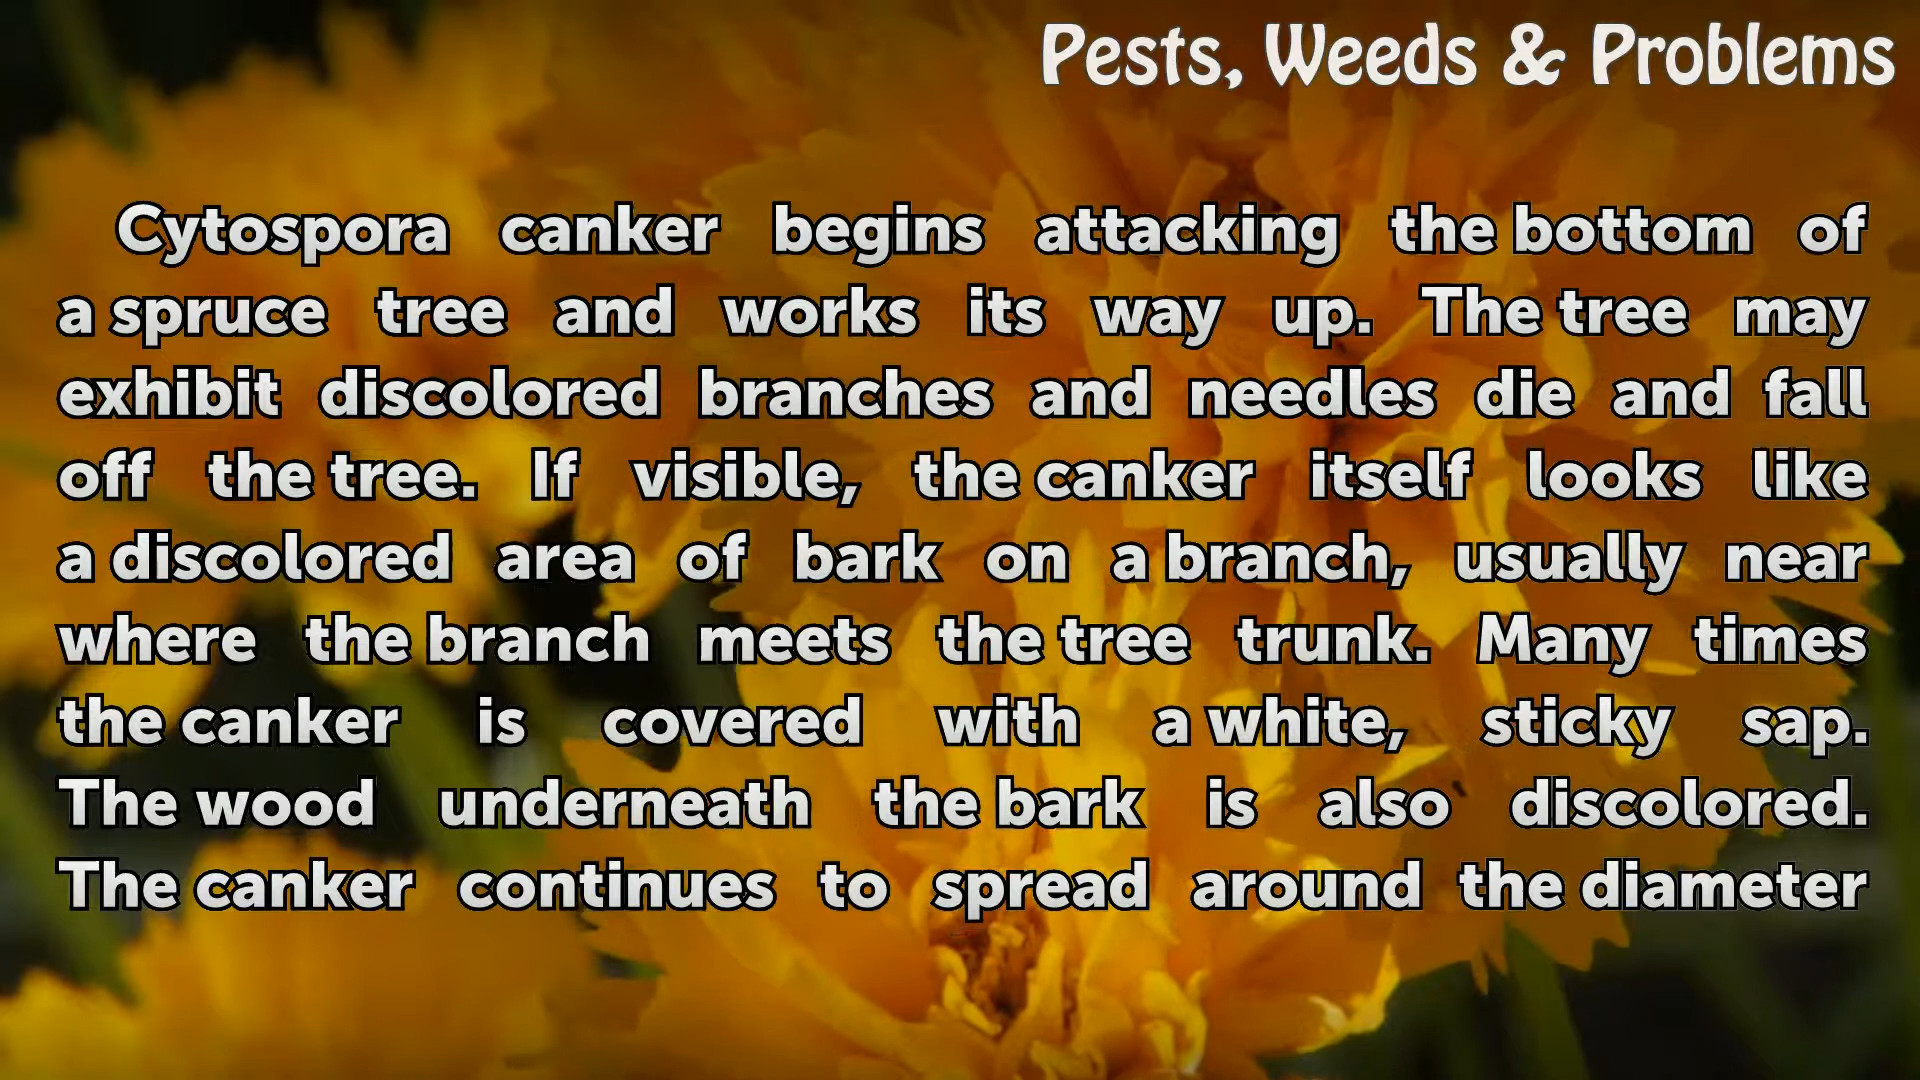 Pests, Weeds & Problems
Cytospora canker begins attacking the bottom of
a spruce tree and works its way up. The tree may
exhibit discolored branches and needles die and fall
off the tree. If visible, the canker itself looks like
a discolored area of bark on a branch, usually near
where the branch meets the tree trunk. Many times
the canker is covered with a white, sticky sap.
The wood underneath the bark is also discolored.
The canker continues to spread around the diameter